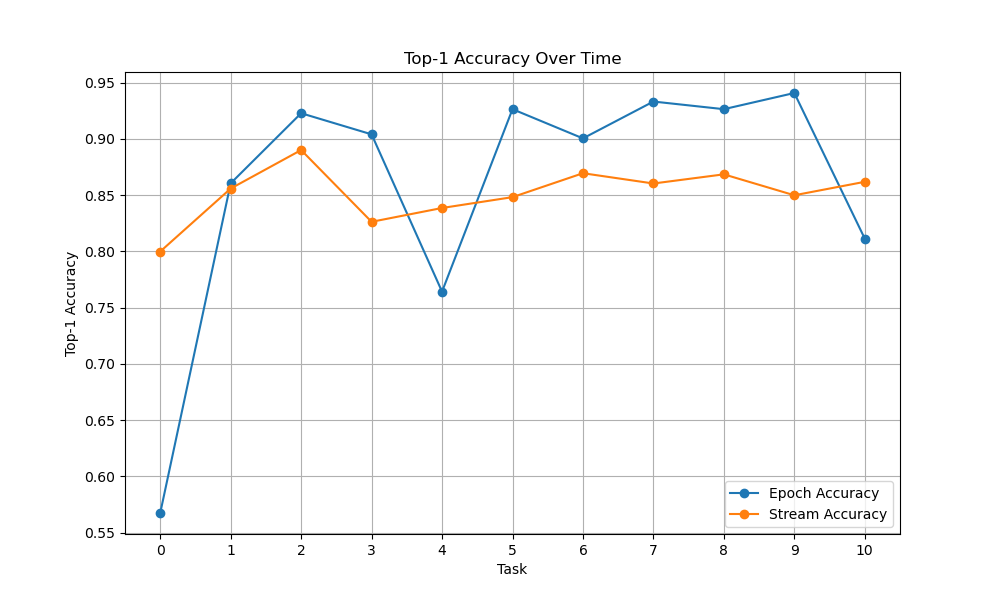 Top-1 Accuracy Over Time
Top-1 Accuracy
0.95
0.90
0.85
0.80
0.75
0.70
0.65
0.60
0.55
0 1 2 3 4 5 6 7 8 9 10
Task
Epoch Accuracy
Stream Accuracy